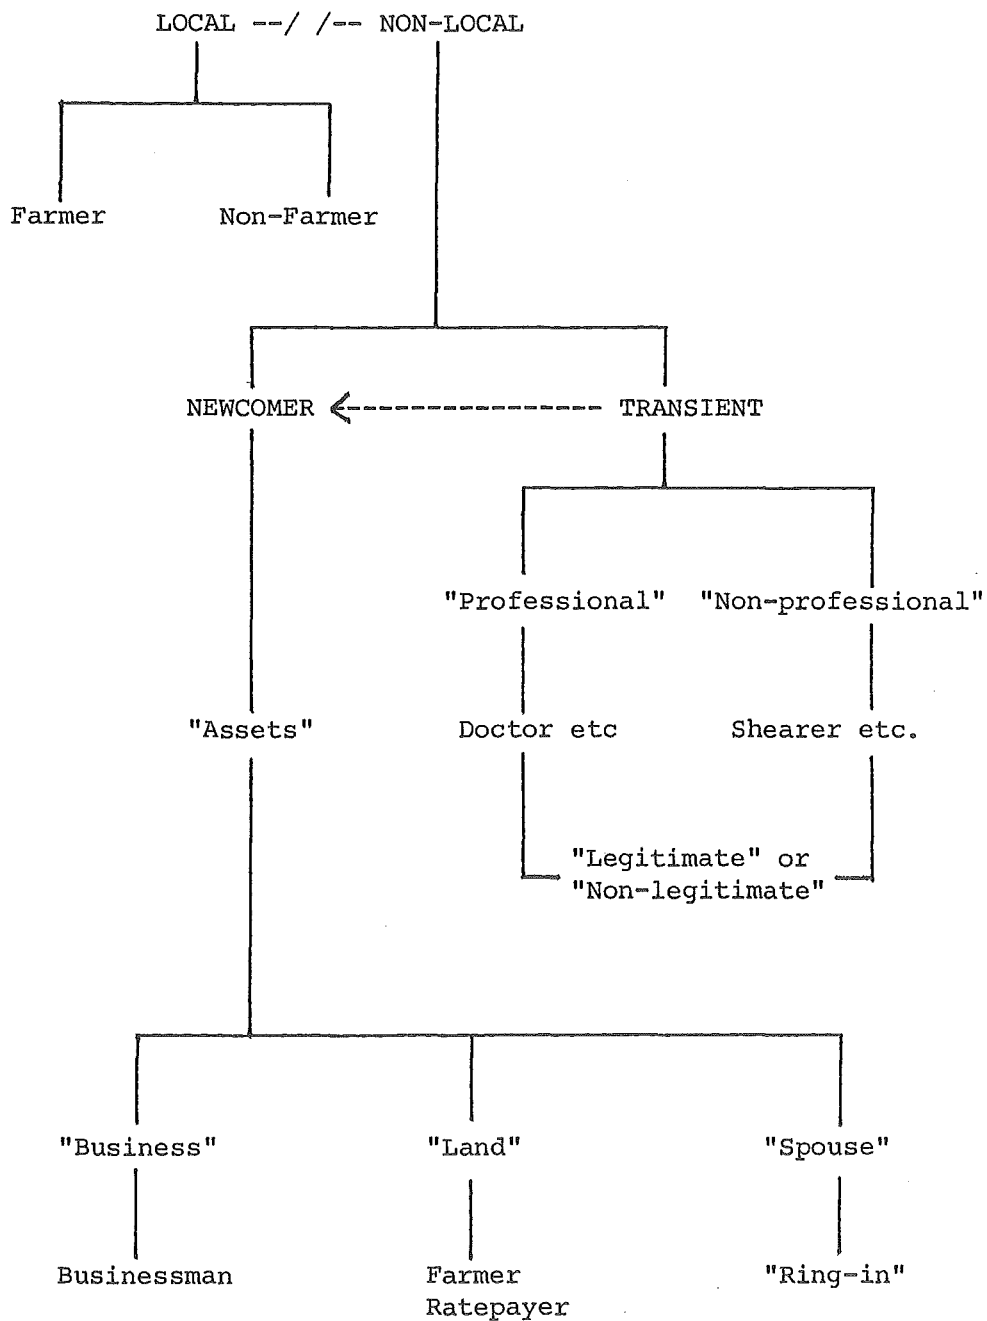 LOCAL --/ /-- NON-LOCAL
Farmer Non-Farmer
NEWCOMER <------------- TRANSIENT
"Professional" "Non-professional"
"Assets" Doctor etc Shearer etc.
"Legitimate" or
"Non-legitimate"
"Business" "Land" "Spouse"
Businessman Farmer "Ring-in"
Ratepayer